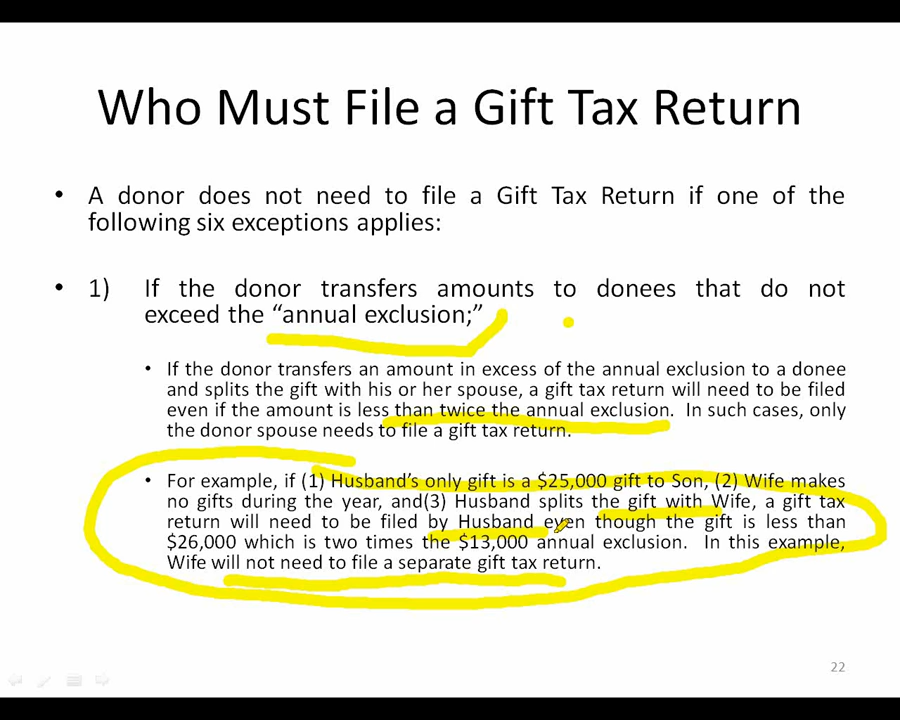 Who Must File a Gift Tax Return
• A donor does not need to file a Gift Tax Return if one of the
following six exceptions applies:
• 1) If the donor transfers amounts to donees that do not
exceed the “annual exclusion;”
• If the donor transfers an amount in excess of the annual exclusion to a donee
and splits the gift with his or her spouse, a gift tax return will need to be filed
even if the amount is less than twice the annual exclusion. In such cases, only
the donor spouse needs to file a gift tax return.
• For example, if (1) Husband’s only gift is a $25,000 gift to Son, (2) Wife makes
no gifts during the year, and(3) Husband splits the gift with Wife, a gift tax
return will need to be filed by Husband even though the gift is less than
$26,000 which is two times the $13,000 annual exclusion. In this example,
Wife will not need to file a separate gift tax return.
22